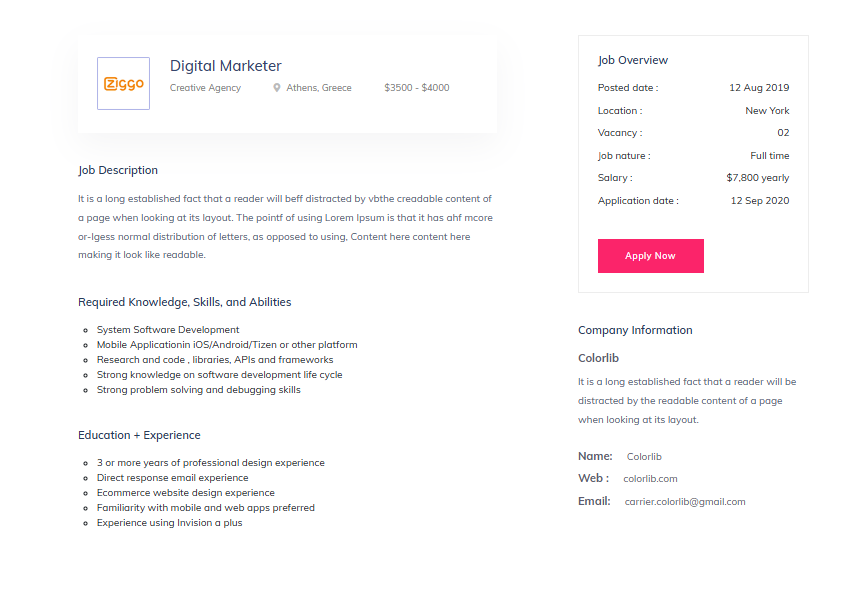 ziggo
Digital Marketer
Creative Agency Athens, Greece $3500 - $4000
Job Description
It is a long established fact that a reader will beff distracted by vbthe creadable content of
a page when looking at its layout. The pointf of using Lorem Ipsum is that it has ahf mcore
or-lgess normal distribution of letters, as opposed to using, Content here content here
making it look like readable.
Required Knowledge, Skills, and Abilities
System Software Development
Mobile Applicationin iOS/Android/Tizen or other platform
Research and code , libraries, APIs and frameworks
Strong knowledge on software development life cycle
Strong problem solving and debugging skills
Education + Experience
3 or more years of professional design experience
Direct response email experience
Ecommerce website design experience
Familiarity with mobile and web apps preferred
Experience using Invision a plus
Job Overview
Posted date : 12 Aug 2019
Location : New York
Vacancy : 02
Job nature : Full time
Salary : $7,800 yearly
Application date : 12 Sep 2020
Apply Now
Company Information
Colorlib
It is a long established fact that a reader will be
distracted by the readable content of a page
when looking at its layout.
Name: Colorlib
Web : colorlib.com
Email: carrier.colorlib@gmail.com